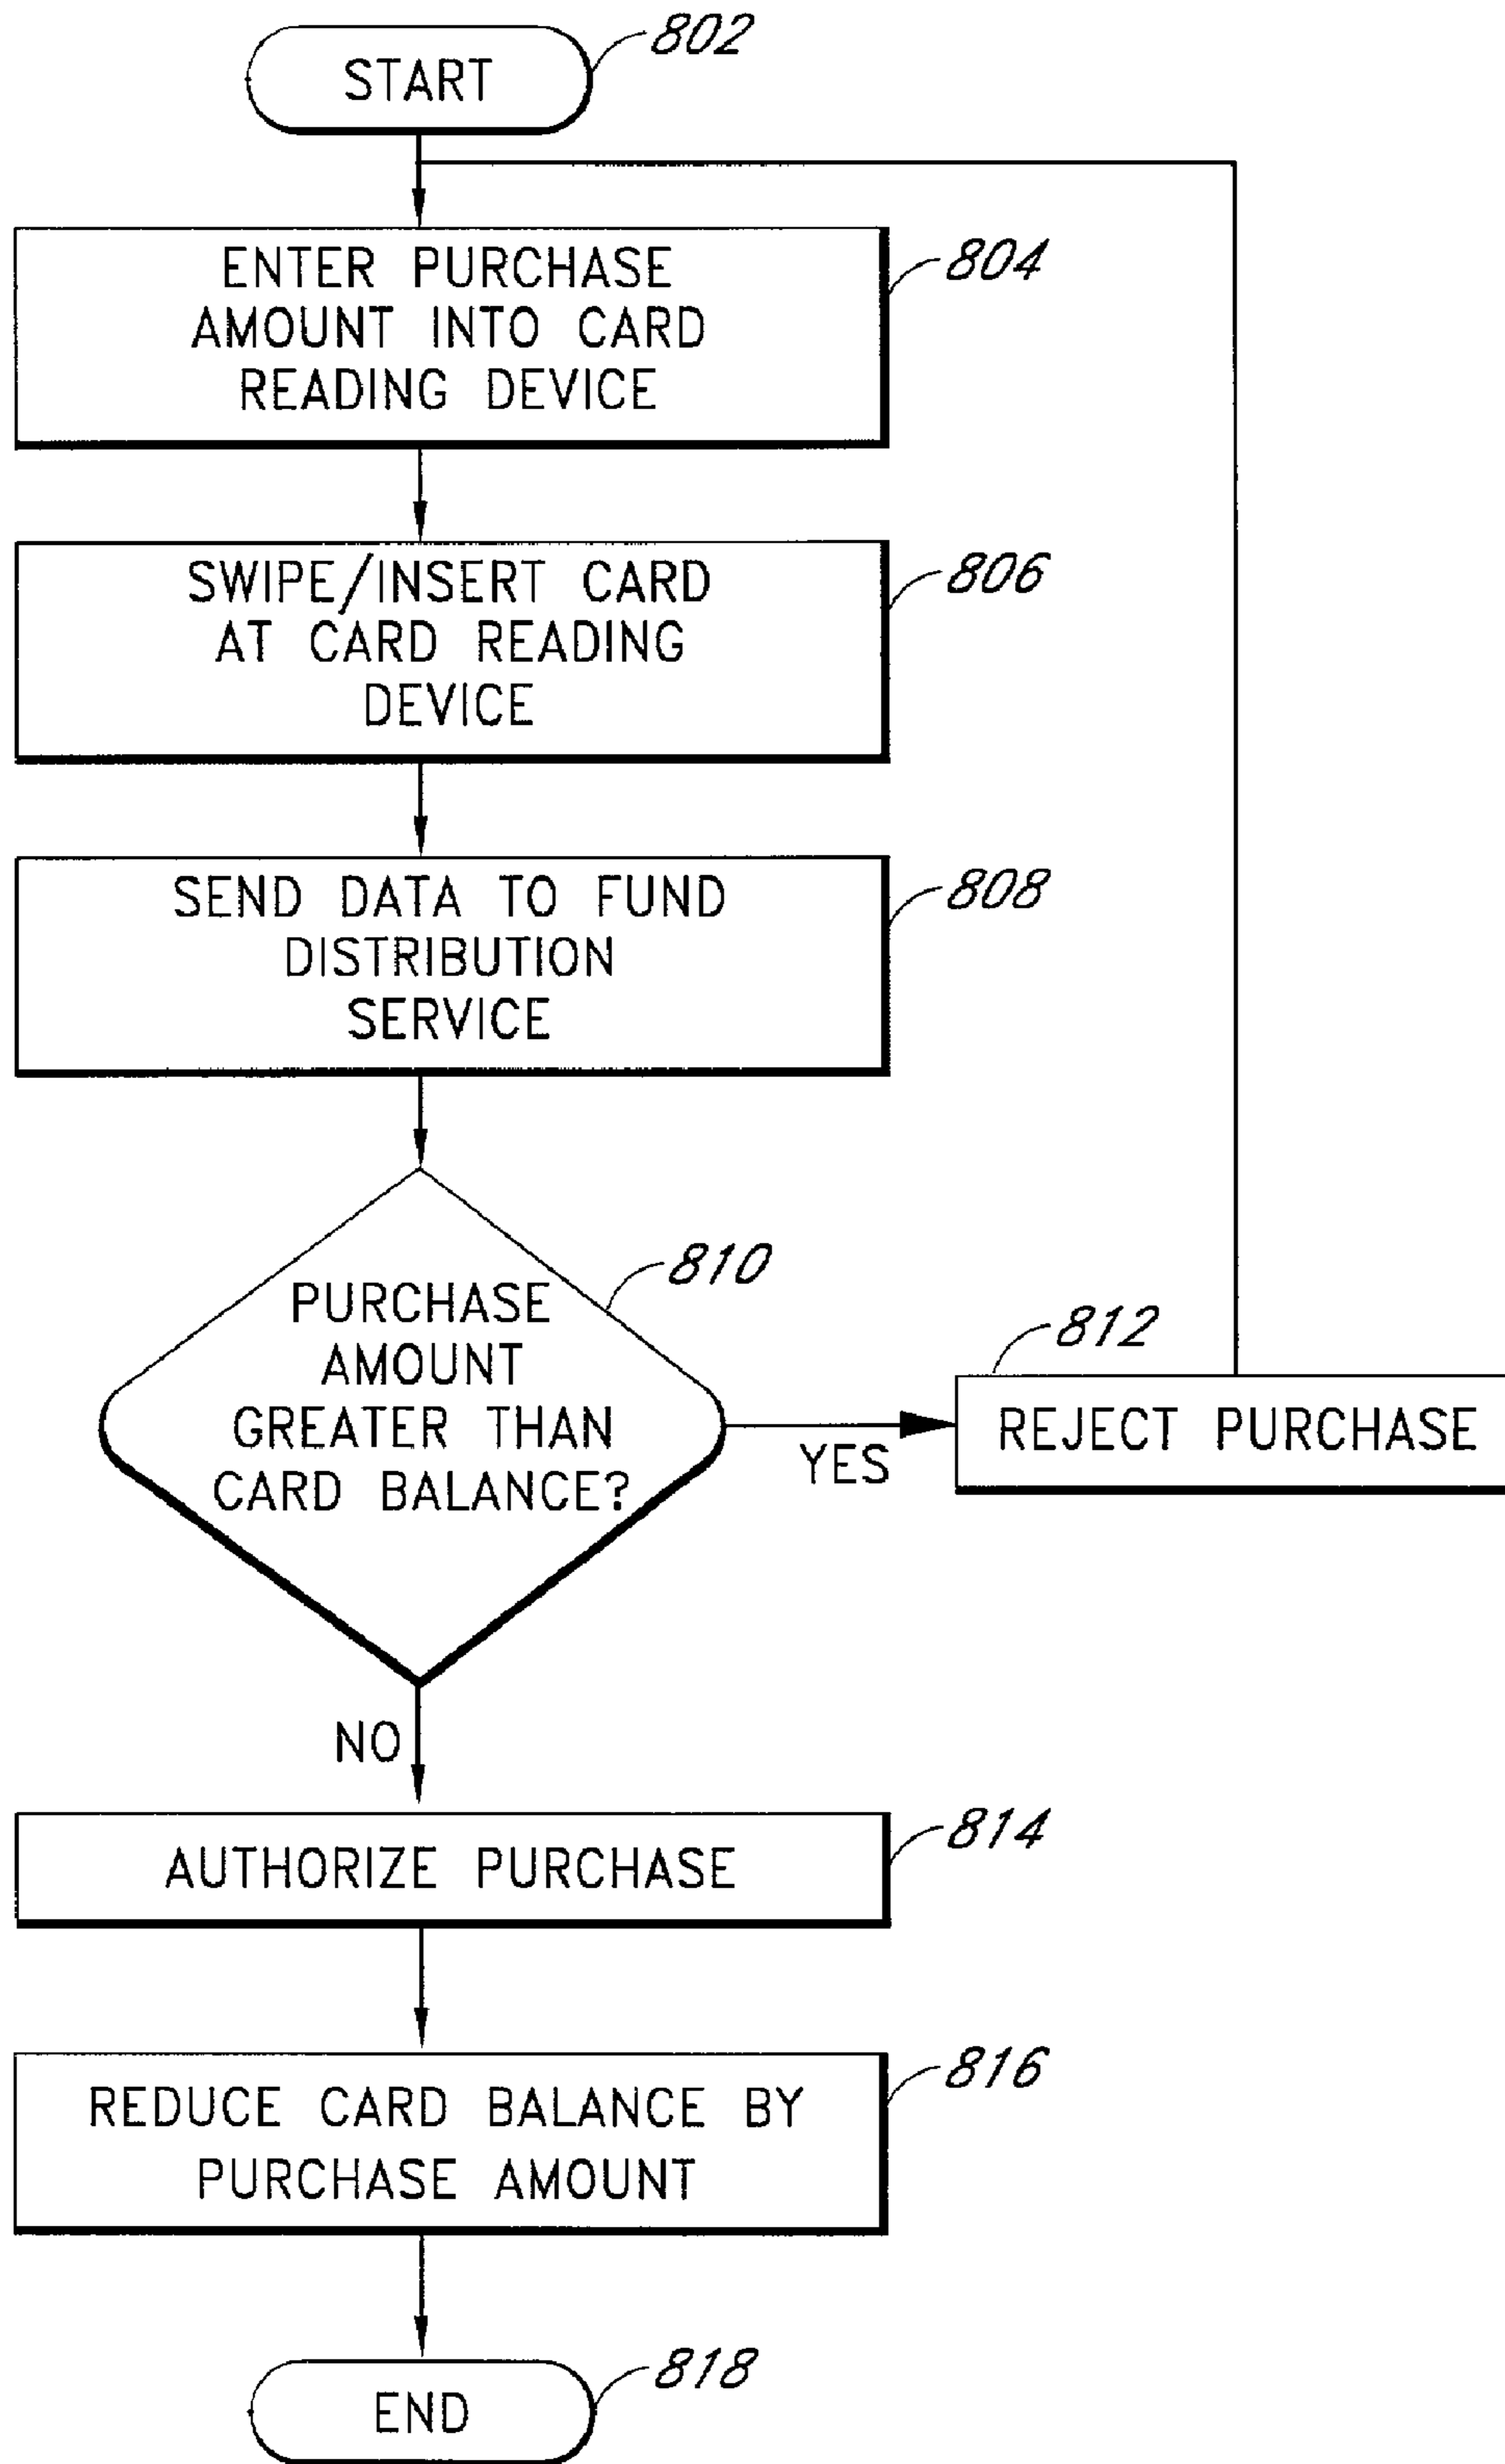 START
802
ENTER PURCHASE
AMOUNT INTO CARD
READING DEVICE
804
SWIPE/INSERT CARD
AT CARD READING
DEVICE
806
SEND DATA TO FUND
DISTRIBUTION
SERVICE
808
PURCHASE
AMOUNT
GREATER THAN
CARD BALANCE?
810
YES
812
REJECT PURCHASE
NO
AUTHORIZE PURCHASE
814
REDUCE CARD BALANCE BY
PURCHASE AMOUNT
816
END
818